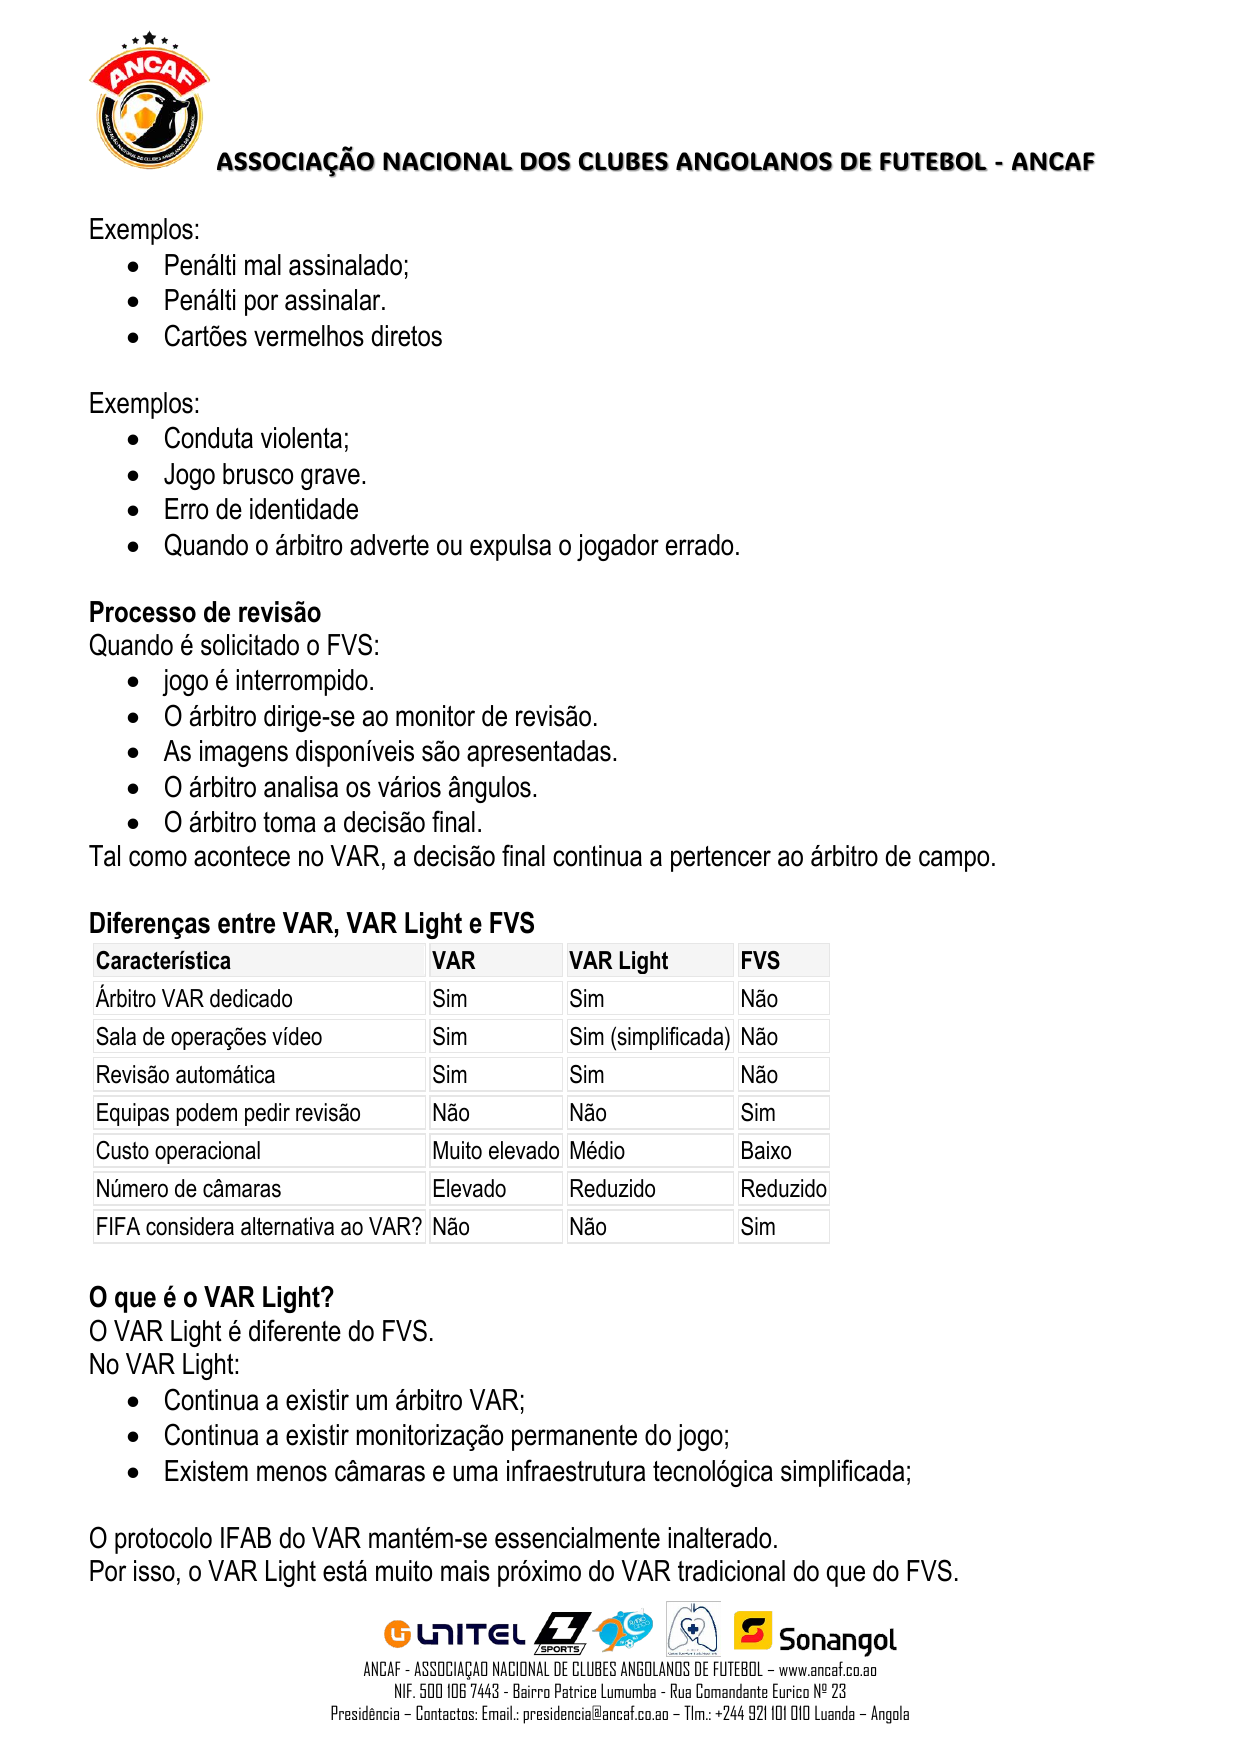 ANCAF
ASSOCIAÇÃO NACIONAL DOS CLUBES ANGOLANOS DE FUTEBOL - ANCAF
Exemplos:
• Penálti mal assinalado;
• Penálti por assinalar.
• Cartões vermelhos diretos
Exemplos:
• Conduta violenta;
• Jogo brusco grave.
• Erro de identidade
• Quando o árbitro adverte ou expulsa o jogador errado.
Processo de revisão
Quando é solicitado o FVS:
• jogo é interrompido.
• O árbitro dirige-se ao monitor de revisão.
• As imagens disponíveis são apresentadas.
• O árbitro analisa os vários ângulos.
• O árbitro toma a decisão final.
Tal como acontece no VAR, a decisão final continua a pertencer ao árbitro de campo.
Diferenças entre VAR, VAR Light e FVS
Característica VAR VAR Light FVS
Árbitro VAR dedicado Sim Sim Não
Sala de operações vídeo Sim Sim (simplificada) Não
Revisão automática Sim Sim Não
Equipas podem pedir revisão Não Não Sim
Custo operacional Muito elevado Médio Baixo
Número de câmaras Elevado Reduzido Reduzido
FIFA considera alternativa ao VAR? Não Não Sim
O que é o VAR Light?
O VAR Light é diferente do FVS.
No VAR Light:
• Continua a existir um árbitro VAR;
• Continua a existir monitorização permanente do jogo;
• Existem menos câmaras e uma infraestrutura tecnológica simplificada;
O protocolo IFAB do VAR mantém-se essencialmente inalterado.
Por isso, o VAR Light está muito mais próximo do VAR tradicional do que do FVS.
UNITEL SPORTS Sonangol
ANCAF - ASSOCIAÇAO NACIONAL DE CLUBES ANGOLANOS DE FUTEBOL – www.ancaf.co.ao
NIF. 500 106 7443 - Bairro Patrice Lumumba - Rua Comandante Eurico Nº 23
Presidência – Contactos: Email.: presidencia@ancaf.co.ao – Tlm.: +244 921 101 010 Luanda – Angola